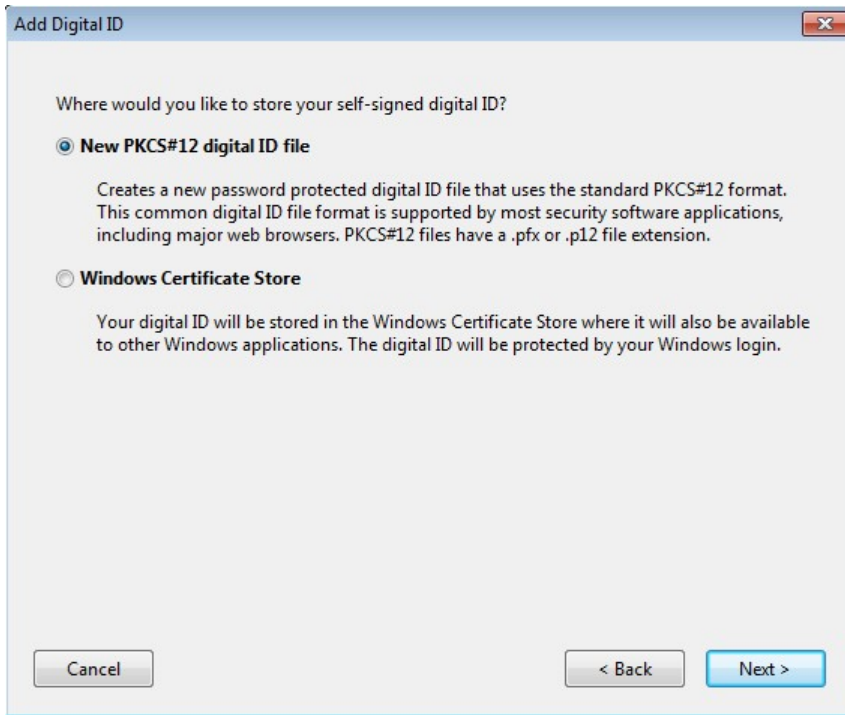 Add Digital ID
Where would you like to store your self-signed digital ID?
New PKCS#12 digital ID file
Creates a new password protected digital ID file that uses the standard PKCS#12 format.
This common digital ID file format is supported by most security software applications,
including major web browsers. PKCS#12 files have a .pfx or .p12 file extension.
Windows Certificate Store
Your digital ID will be stored in the Windows Certificate Store where it will also be available
to other Windows applications. The digital ID will be protected by your Windows login.
Cancel < Back Next >